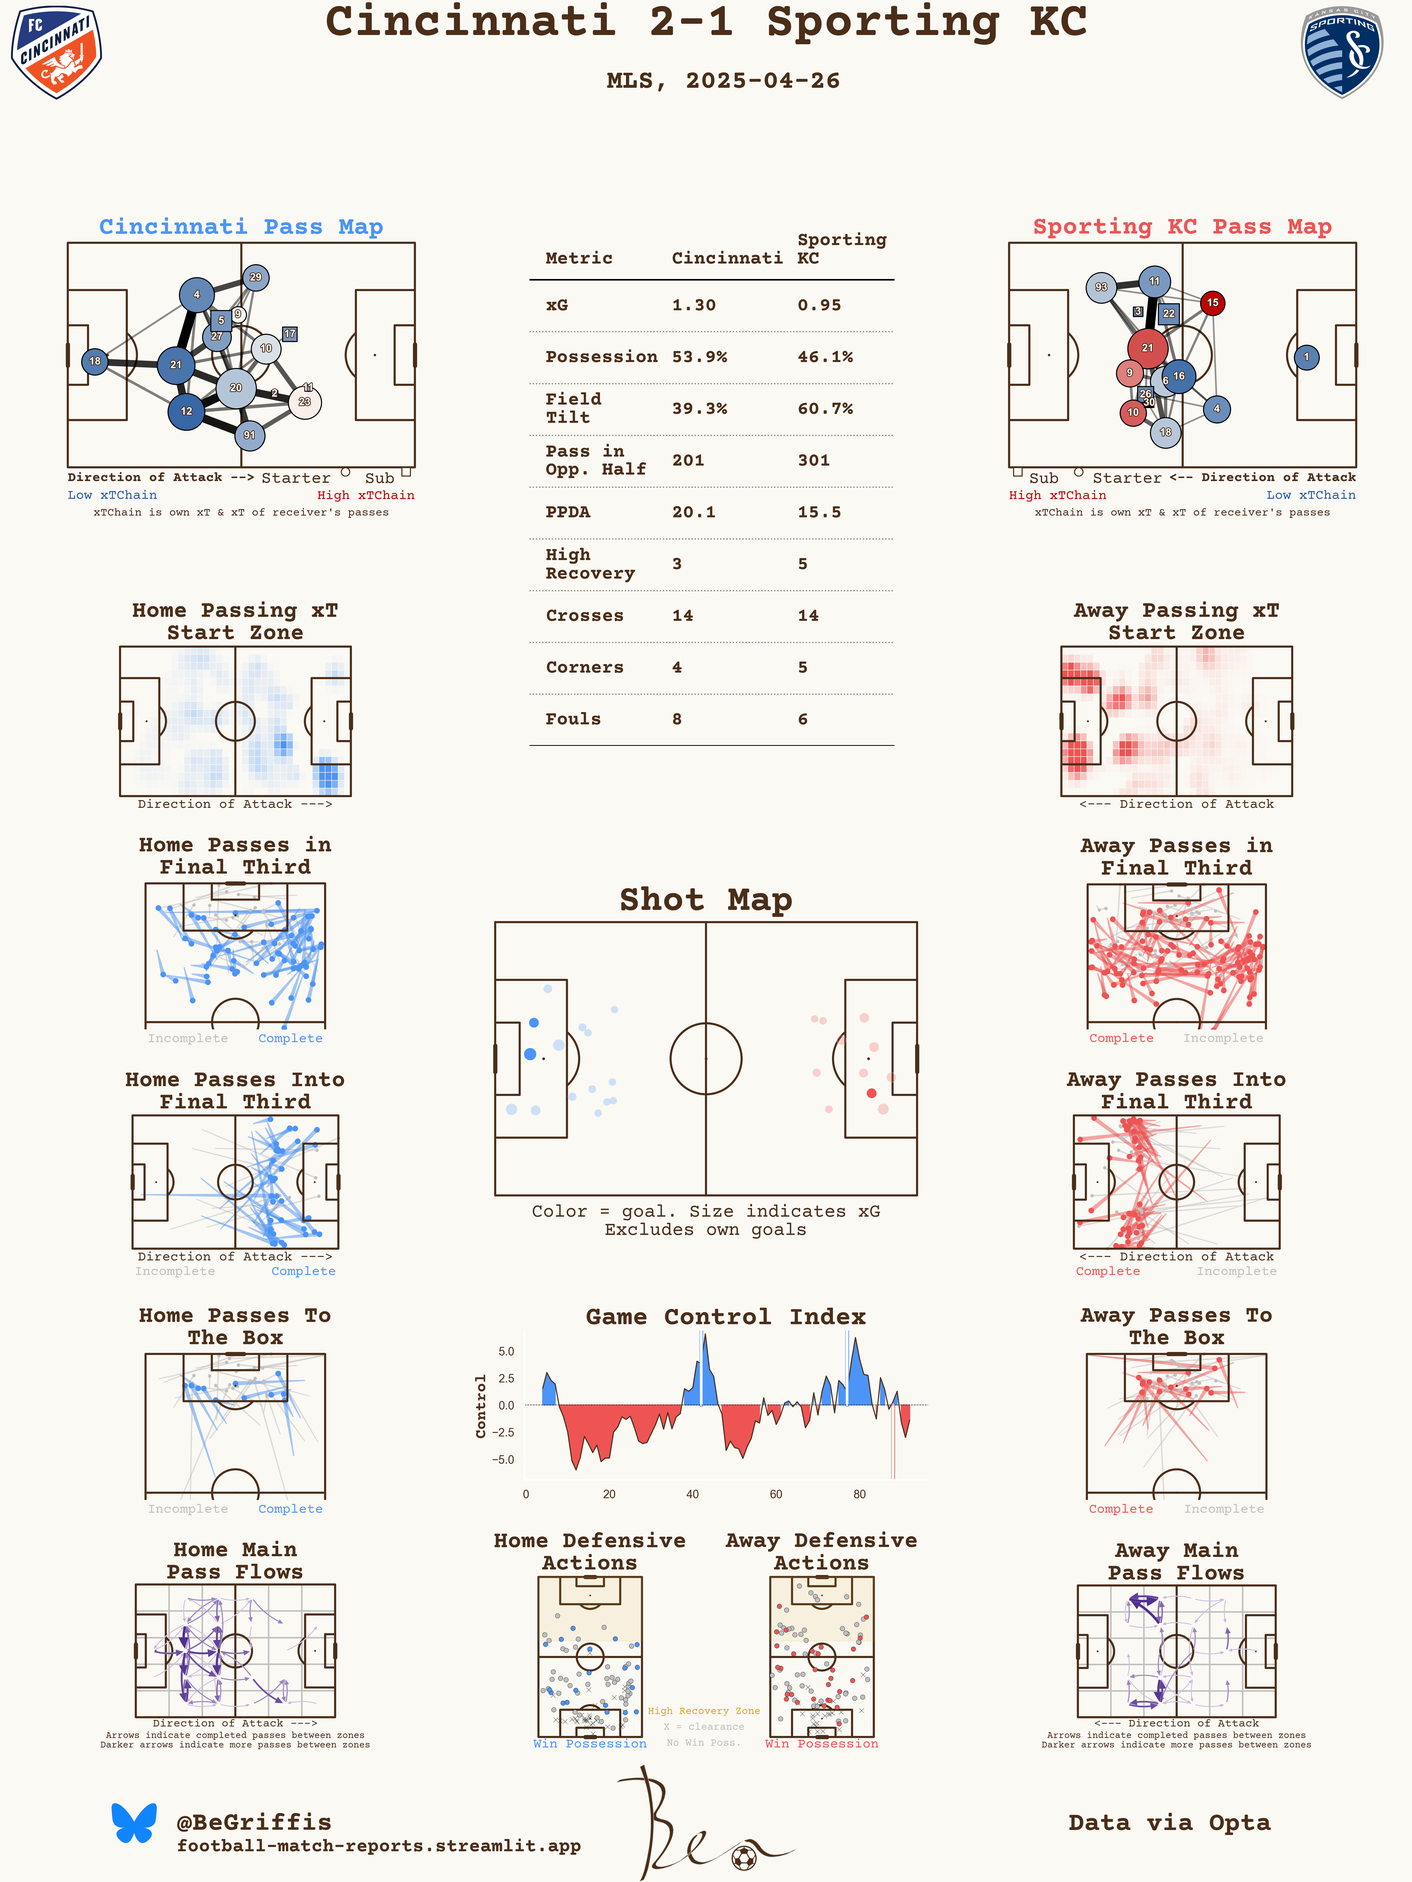 Cincinnati 2-1 Sporting KC
MLS, 2025-04-26
FC
CINCINNATI
KANSAS CITY
SPORTING
Cincinnati Pass Map
4
29
9
5
27
17
10
18
21
20
2
11
23
12
91
Direction of Attack --> Starter Sub
Low xTChain High xTChain
xTChain is own xT & xT of receiver's passes
Metric Cincinnati Sporting KC
xG 1.30 0.95
Possession 53.9% 46.1%
Field Tilt 39.3% 60.7%
Pass in Opp. Half 201 301
PPDA 20.1 15.5
High Recovery 3 5
Crosses 14 14
Corners 4 5
Fouls 8 6
Sporting KC Pass Map
93
11
15
3
22
21
1
9
6
16
26
30
10
4
18
Sub Starter <-- Direction of Attack
High xTChain Low xTChain
xTChain is own xT & xT of receiver's passes
Home Passing xT
Start Zone
Direction of Attack --->
Away Passing xT
Start Zone
<--- Direction of Attack
Home Passes in
Final Third
Incomplete Complete
Away Passes in
Final Third
Complete Incomplete
Shot Map
Color = goal. Size indicates xG
Excludes own goals
Home Passes Into
Final Third
Direction of Attack --->
Incomplete Complete
Away Passes Into
Final Third
<--- Direction of Attack
Complete Incomplete
Home Passes To
The Box
Incomplete Complete
Game Control Index
Control
5.0
2.5
0.0
−2.5
−5.0
0 20 40 60 80
Away Passes To
The Box
Complete Incomplete
Home Main
Pass Flows
Direction of Attack --->
Arrows indicate completed passes between zones
Darker arrows indicate more passes between zones
Home Defensive
Actions
Win Possession
High Recovery Zone
X = clearance
No Win Poss.
Away Defensive
Actions
Win Possession
Away Main
Pass Flows
<--- Direction of Attack
Arrows indicate completed passes between zones
Darker arrows indicate more passes between zones
@BeGriffis
football-match-reports.streamlit.app
Ben
Data via Opta